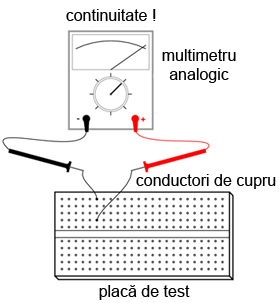 continuitate !
multimetru
analogic
- +
conductori de cupru
placă de test